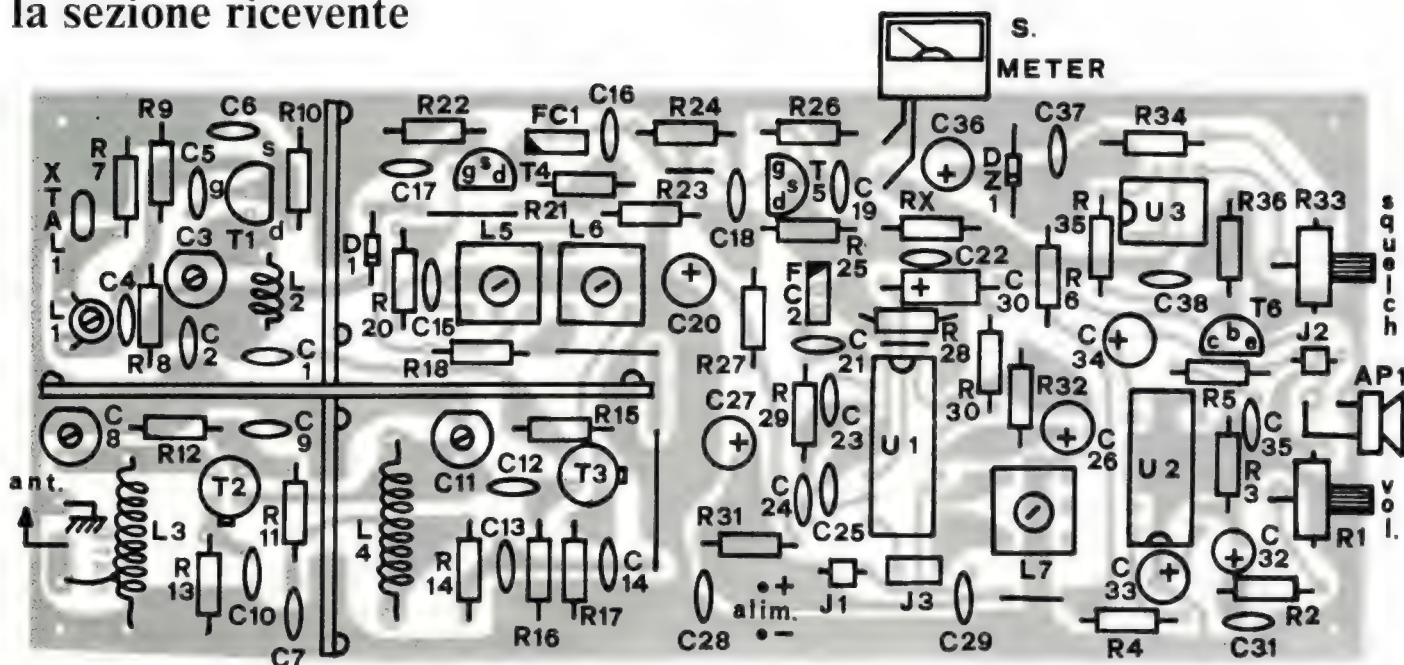 la sezione ricevente
S.
METER
R9 C6 R10 R22 FC1 C16 R24 R26 C36 C37 R34
R7 C5 s g d T1 C17 g s d T4 R23 g s d T5 C19 DZ1 RX R35 U3 R36 R33 squelch
XTAL1 C3 R21 C18 R25 C22
L1 C4 R8 C2 L2 C1 D1 R20 C15 L5 L6 C20 R27 FC2 C30 R6 C38 T6 c b e J2
R18 C21 R28 C34 R5 AP1
C8 R12 C9 C11 R15 C27 R29 C23 U1 R30 R32 C26 U2 R3 C35
ant. L3 T2 R11 L4 C12 T3 C24 C25 vol. R1
R13 C10 C7 R14 C13 R16 R17 C14 R31 C28 + alim. - J1 J3 C29 L7 C33 R4 C32 R2 C31